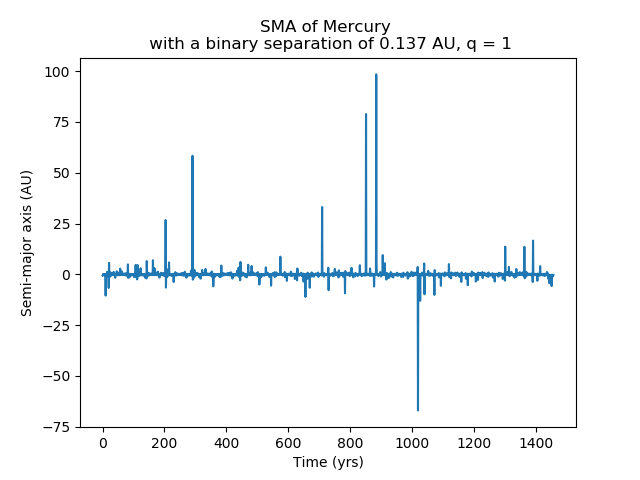 SMA of Mercury
with a binary separation of 0.137 AU, q = 1
100
75
50
25
0
−25
−50
−75
Semi-major axis (AU)
0 200 400 600 800 1000 1200 1400
Time (yrs)